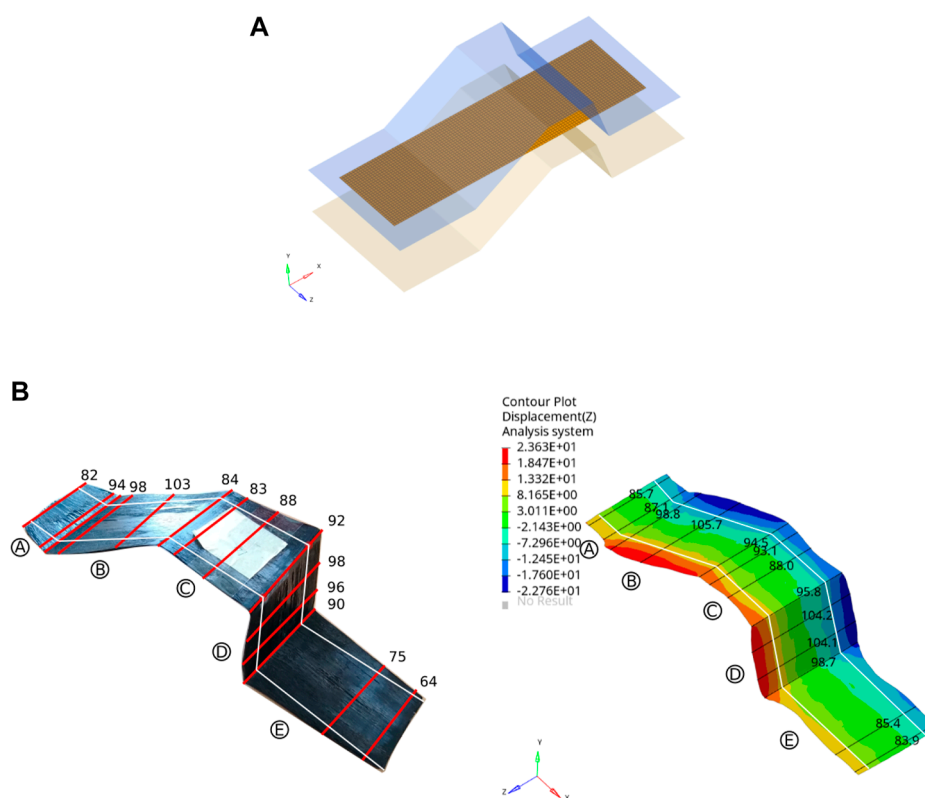 A
Y
X
Z
B
82
94
98
103
84
83
88
92
98
96
90
75
64
A
B
C
D
E
Contour Plot
Displacement(Z)
Analysis system
2.363E+01
1.847E+01
1.332E+01
8.165E+00
3.011E+00
-2.143E+00
-7.296E+00
-1.245E+01
-1.760E+01
-2.276E+01
No Result
85.7
87.1
98.8
105.7
94.5
93.1
88.0
95.8
104.2
104.1
98.7
85.4
83.9
A
B
C
D
E
Y
Z
X